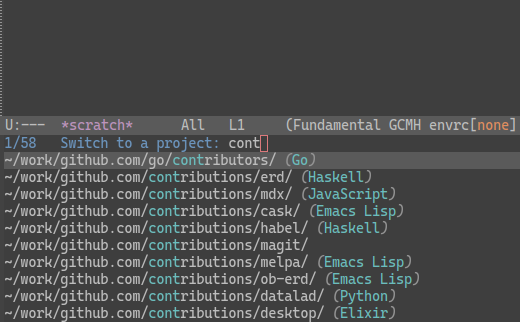 U:---  *scratch*      All   L1     (Fundamental GCMH envrc[none]
1/58   Switch to a project: cont
~/work/github.com/go/contributors/ (Go)
~/work/github.com/contributions/erd/ (Haskell)
~/work/github.com/contributions/mdx/ (JavaScript)
~/work/github.com/contributions/cask/ (Emacs Lisp)
~/work/github.com/contributions/habel/ (Haskell)
~/work/github.com/contributions/magit/
~/work/github.com/contributions/melpa/ (Emacs Lisp)
~/work/github.com/contributions/ob-erd/ (Emacs Lisp)
~/work/github.com/contributions/datalad/ (Python)
~/work/github.com/contributions/desktop/ (Elixir)